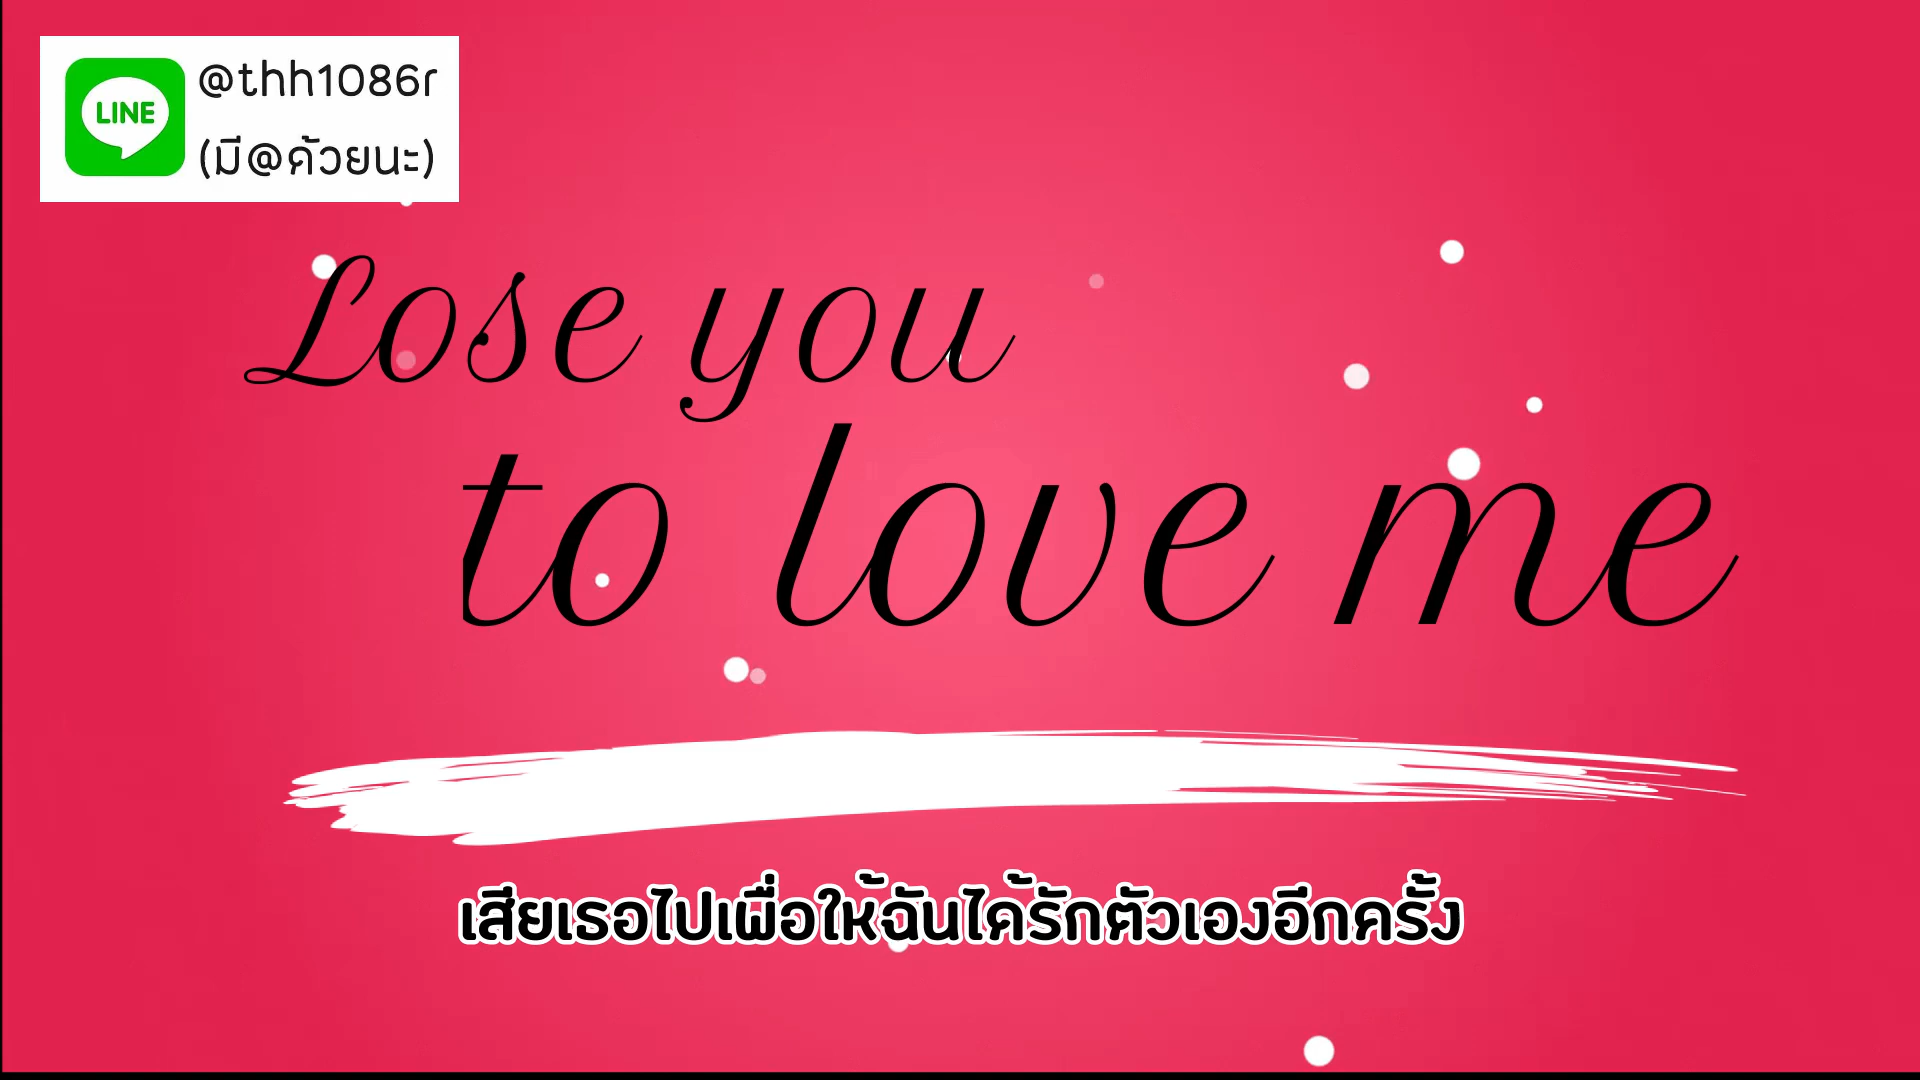 LINE
@thh1086r
(มี@ด้วยนะ)
Lose you
to love me
เสียเธอไปเพื่อให้ฉันได้รักตัวเองอีกครั้ง